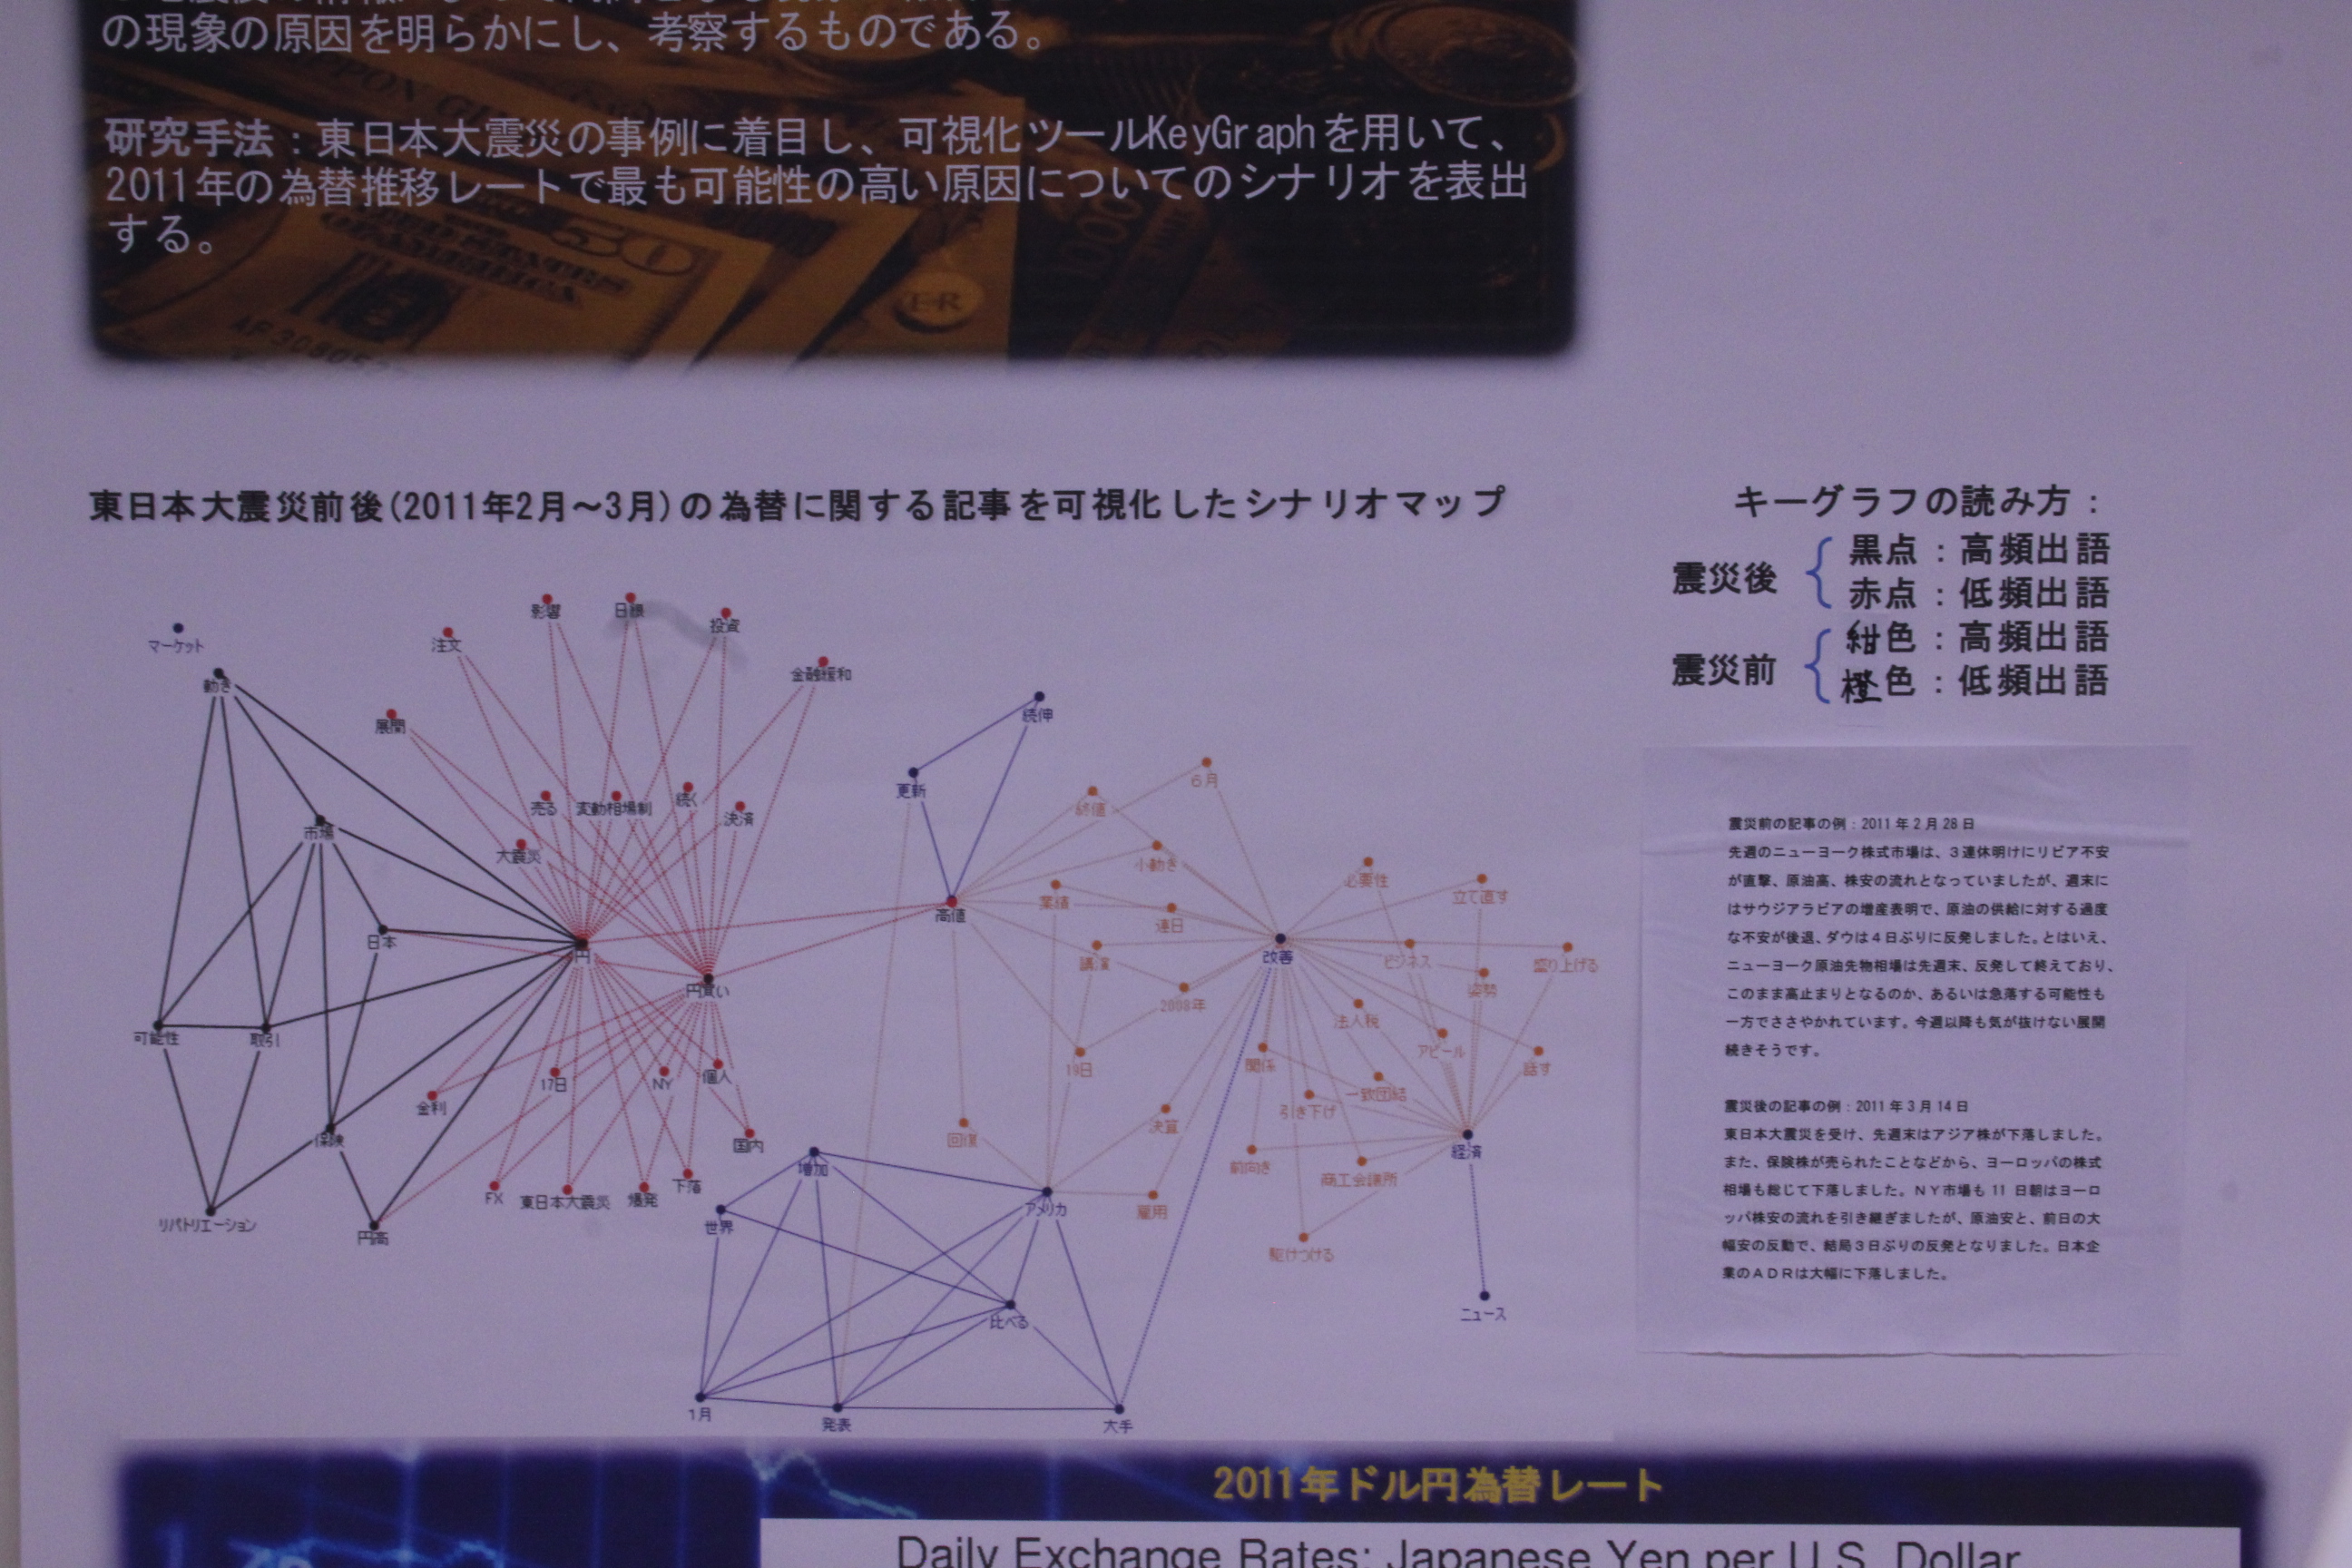 の現象の原因を明らかにし、考察するものである。
研究手法：東日本大震災の事例に着目し、可視化ツールKeyGraphを用いて、
2011年の為替推移レートで最も可能性の高い原因についてのシナリオを表出
する。
50
1000
東日本大震災前後(2011年2月～3月)の為替に関する記事を可視化したシナリオマップ
キーグラフの読み方：
震災後
黒点：高頻出語
赤点：低頻出語
震災前
紺色：高頻出語
橙色：低頻出語
マーケット
動き
注文
影響
日銀
投資
金融緩和
展開
市場
売る
変動相場制
続く
決済
大震災
日本
円
円買い
可能性
取引
保険
リパトリエーション
円高
金利
17日
NY
個人
国内
FX
東日本大震災
爆発
下落
続伸
更新
高値
終値
6月
小動き
業績
連日
講演
2008年
19日
回復
改善
必要性
立て直す
ビジネス
盛り上げる
姿勢
法人税
アピール
話す
関係
一致団結
引き下げ
決算
前向き
商工会議所
雇用
駆けつける
経済
ニュース
増加
世界
アメリカ
比べる
1月
発表
大手
震災前の記事の例：2011年2月28日
先週のニューヨーク株式市場は、3連休明けにリビア不安
が直撃、原油高、株安の流れとなっていましたが、週末に
はサウジアラビアの増産表明で、原油の供給に対する過度
な不安が後退、ダウは4日ぶりに反発しました。とはいえ、
ニューヨーク原油先物相場は先週末、反発して終えており、
このまま高止まりとなるのか、あるいは急落する可能性も
一方でささやかれています。今週以降も気が抜けない展開
続きそうです。
震災後の記事の例：2011年3月14日
東日本大震災を受け、先週末はアジア株が下落しました。
また、保険株が売られたことなどから、ヨーロッパの株式
相場も総じて下落しました。NY市場も11日朝はヨーロ
ッパ株安の流れを引き継ぎましたが、原油安と、前日の大
幅安の反動で、結局3日ぶりの反発となりました。日本企
業のADRは大幅に下落しました。
2011年ドル円為替レート
Daily Exchange Rates: Japanese Yen per U.S. Dollar